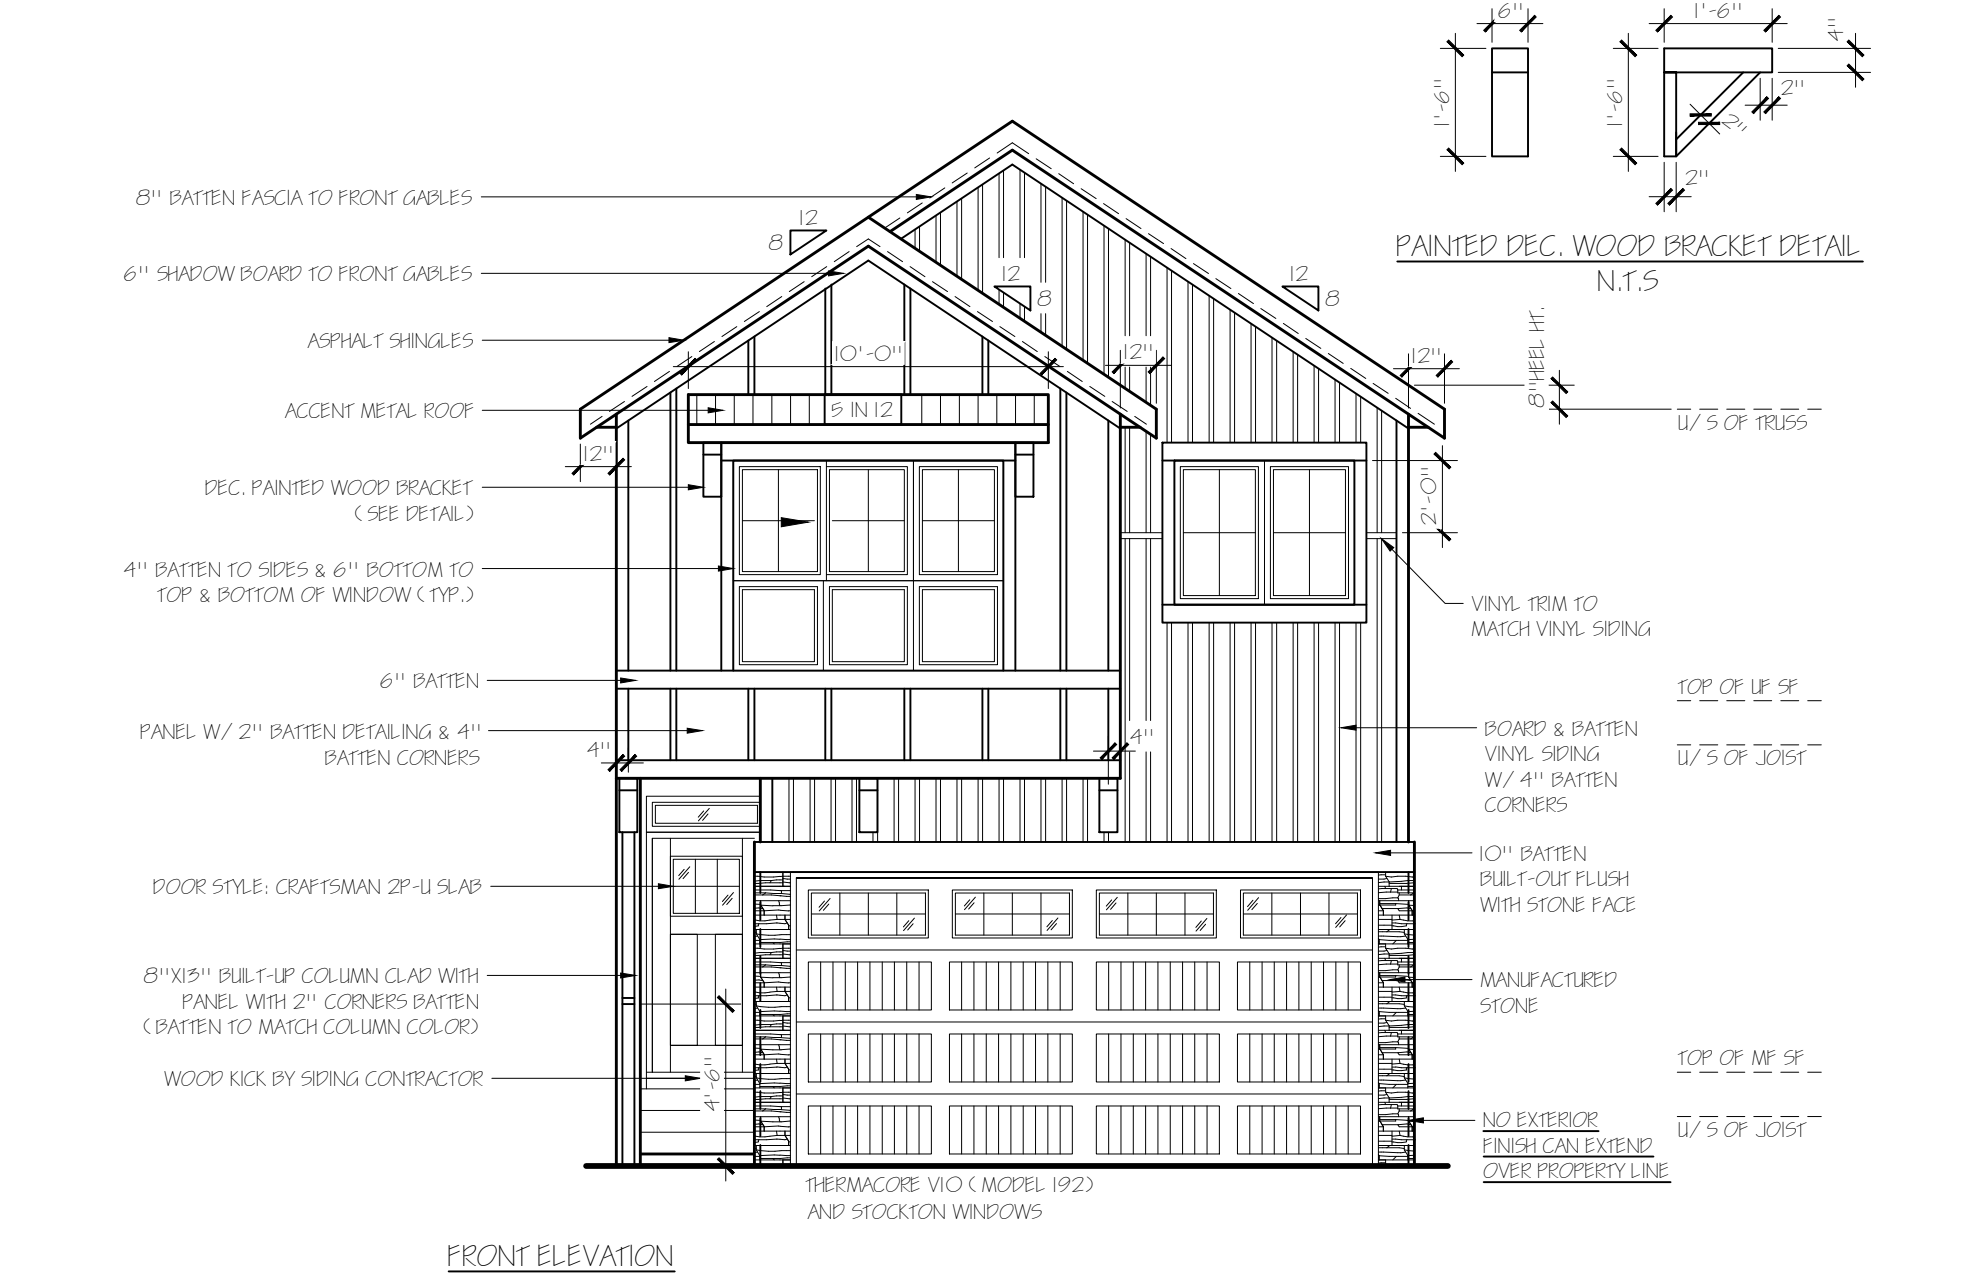 6"
1'-6"
4"
1'-6"
1'-6"
2"
2"
2"
PAINTED DEC. WOOD BRACKET DETAIL
N.T.S
8" BATTEN FASCIA TO FRONT GABLES
12
8
6" SHADOW BOARD TO FRONT GABLES
12
8
12
8
ASPHALT SHINGLES
10'-0"
12"
12"
8" HEEL HT.
ACCENT METAL ROOF
5 IN 12
U/S OF TRUSS
12"
DEC. PAINTED WOOD BRACKET
(SEE DETAIL)
2'-0"
4" BATTEN TO SIDES & 6" BOTTOM TO
TOP & BOTTOM OF WINDOW (TYP.)
VINYL TRIM TO
MATCH VINYL SIDING
6" BATTEN
TOP OF UF SF
PANEL W/ 2" BATTEN DETAILING & 4"
BATTEN CORNERS
4"
4"
BOARD & BATTEN
VINYL SIDING
W/ 4" BATTEN
CORNERS
U/S OF JOIST
10" BATTEN
BUILT-OUT FLUSH
WITH STONE FACE
DOOR STYLE: CRAFTSMAN 2P-U SLAB
8"X13" BUILT-UP COLUMN CLAD WITH
PANEL WITH 2" CORNERS BATTEN
(BATTEN TO MATCH COLUMN COLOR)
MANUFACTURED
STONE
WOOD KICK BY SIDING CONTRACTOR
4'-6"
TOP OF MF SF
U/S OF JOIST
NO EXTERIOR
FINISH CAN EXTEND
OVER PROPERTY LINE
THERMACORE V10 (MODEL 192)
AND STOCKTON WINDOWS
FRONT ELEVATION